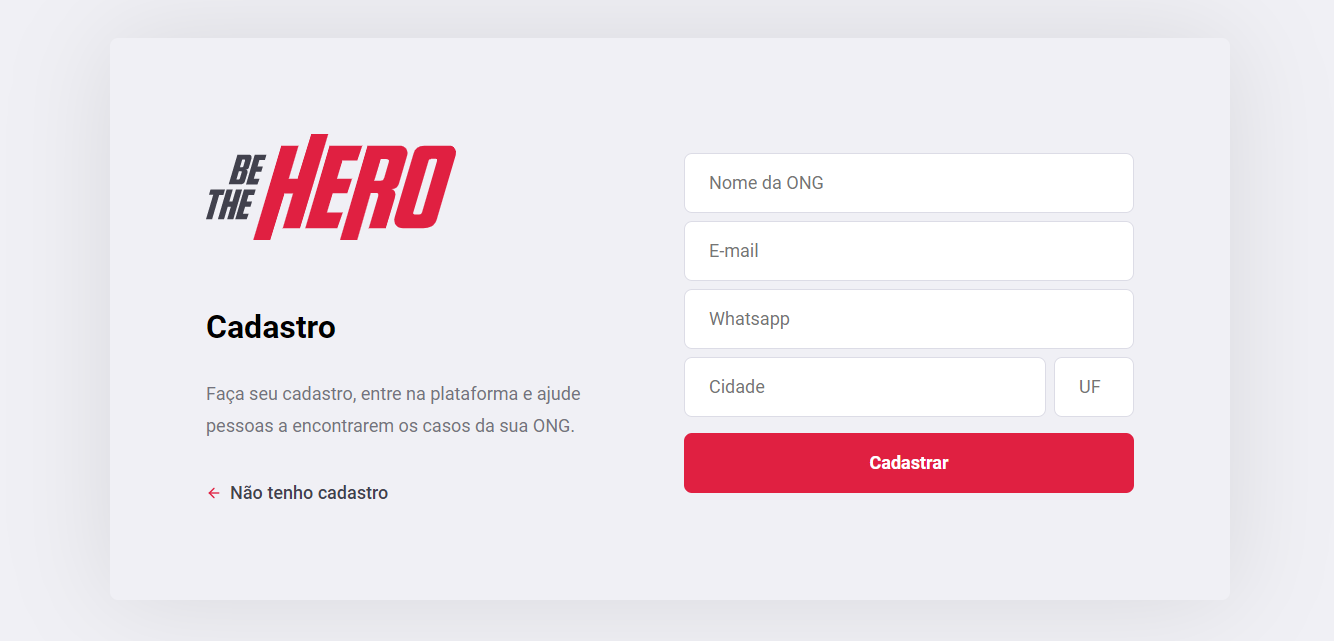 BE
THE
HERO
Cadastro
Faça seu cadastro, entre na plataforma e ajude
pessoas a encontrarem os casos da sua ONG.
← Não tenho cadastro
Nome da ONG
E-mail
Whatsapp
Cidade
UF
Cadastrar